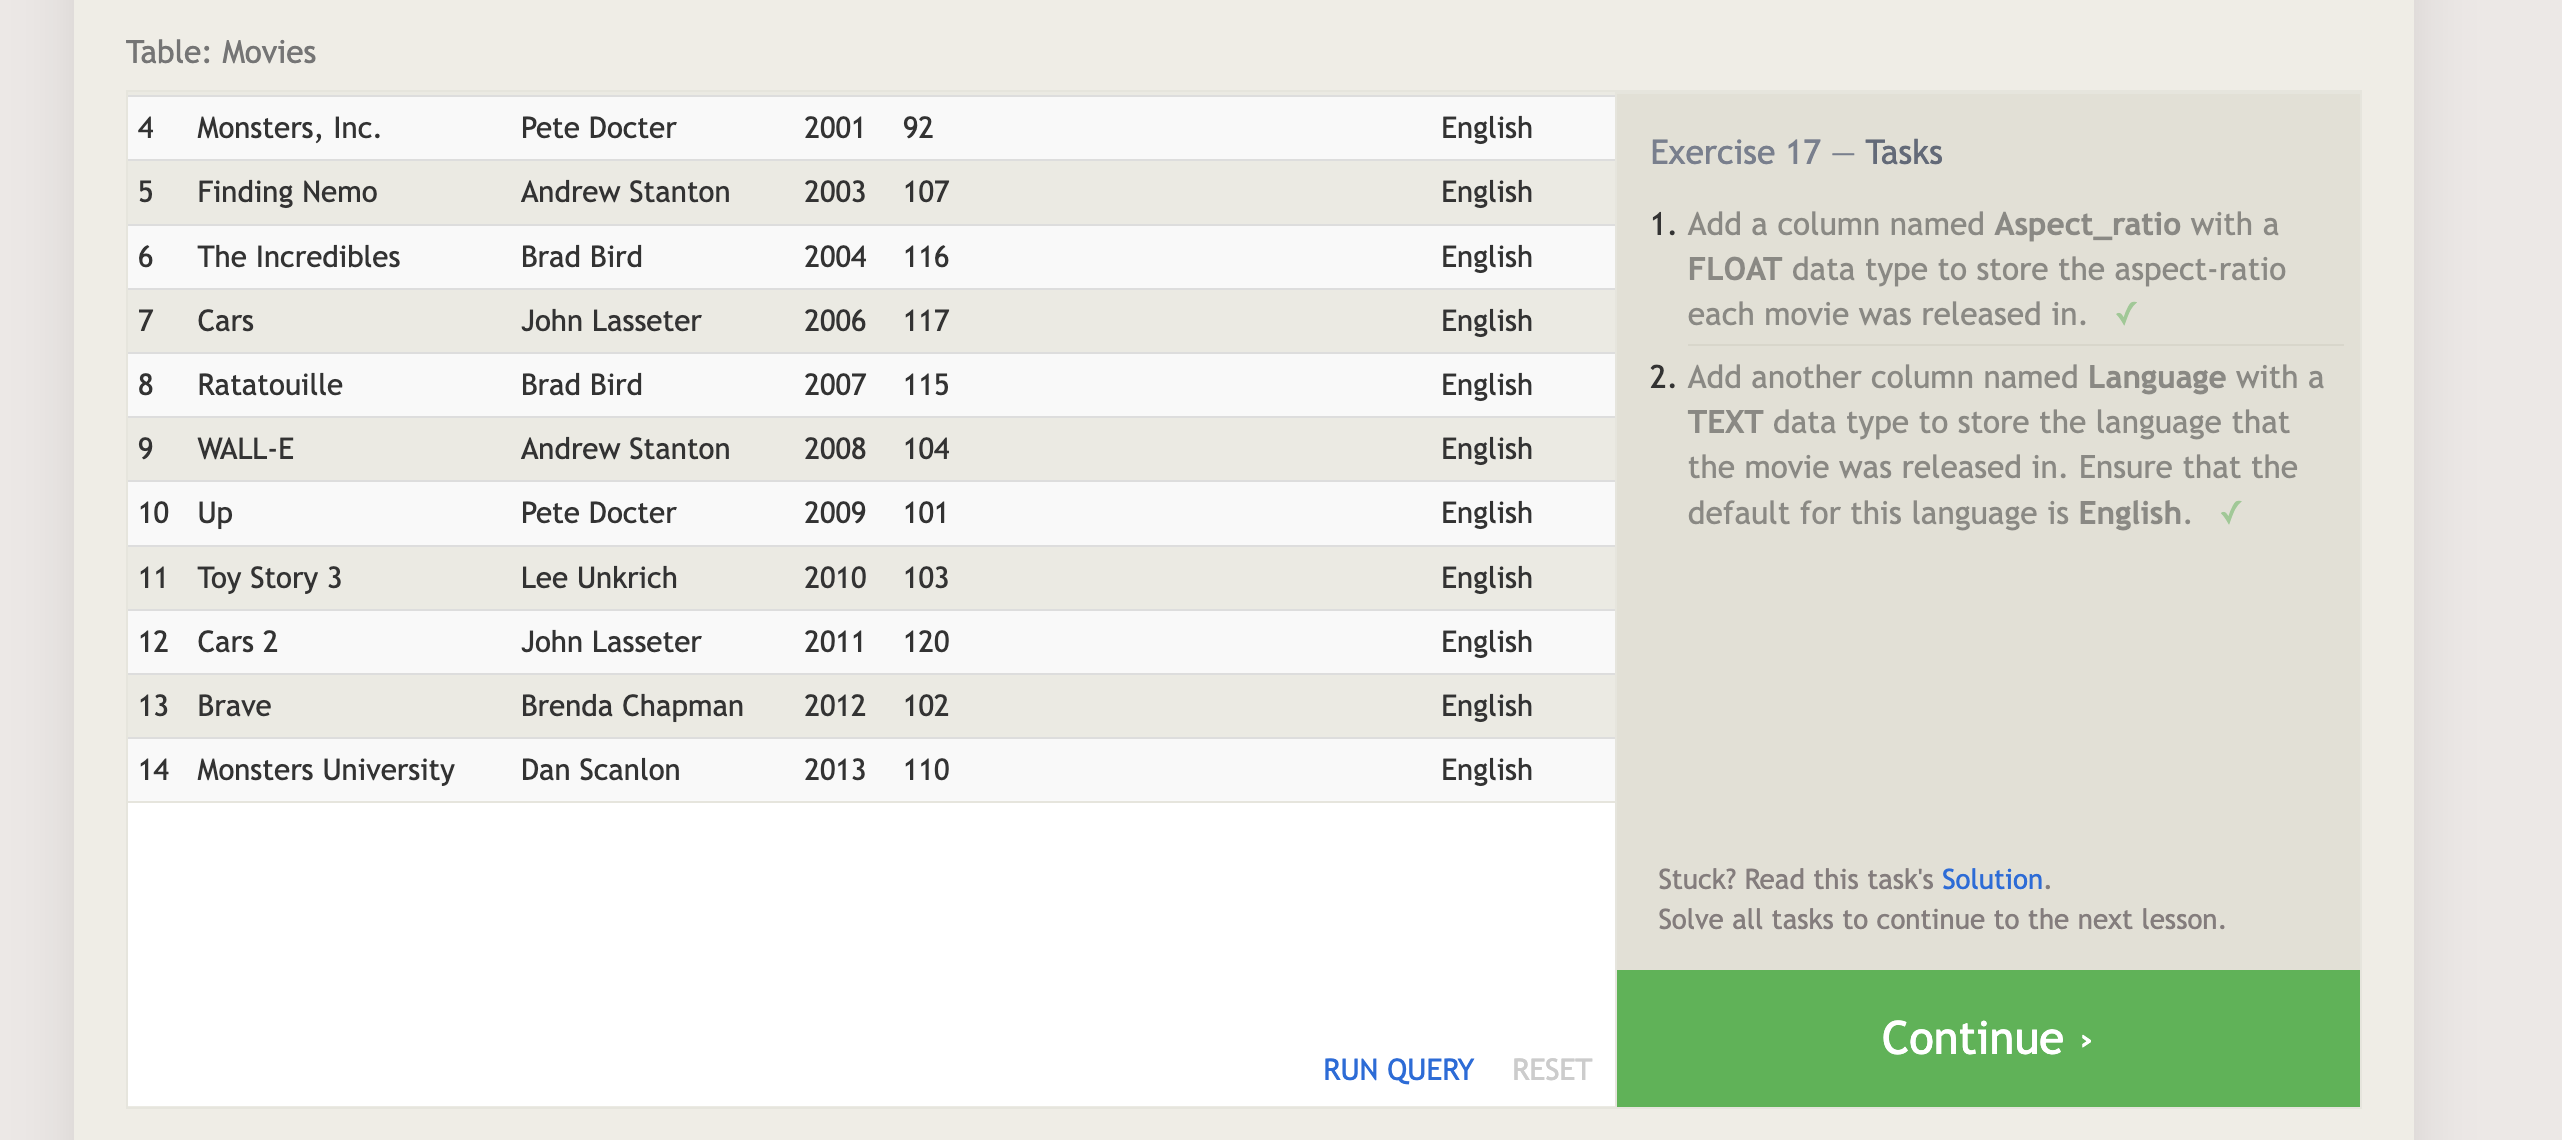 Table: Movies
4 Monsters, Inc. Pete Docter 2001 92 English
5 Finding Nemo Andrew Stanton 2003 107 English
6 The Incredibles Brad Bird 2004 116 English
7 Cars John Lasseter 2006 117 English
8 Ratatouille Brad Bird 2007 115 English
9 WALL-E Andrew Stanton 2008 104 English
10 Up Pete Docter 2009 101 English
11 Toy Story 3 Lee Unkrich 2010 103 English
12 Cars 2 John Lasseter 2011 120 English
13 Brave Brenda Chapman 2012 102 English
14 Monsters University Dan Scanlon 2013 110 English
RUN QUERY RESET
Exercise 17 — Tasks
1. Add a column named Aspect_ratio with a
FLOAT data type to store the aspect-ratio
each movie was released in. ✓
2. Add another column named Language with a
TEXT data type to store the language that
the movie was released in. Ensure that the
default for this language is English. ✓
Stuck? Read this task's Solution.
Solve all tasks to continue to the next lesson.
Continue ›